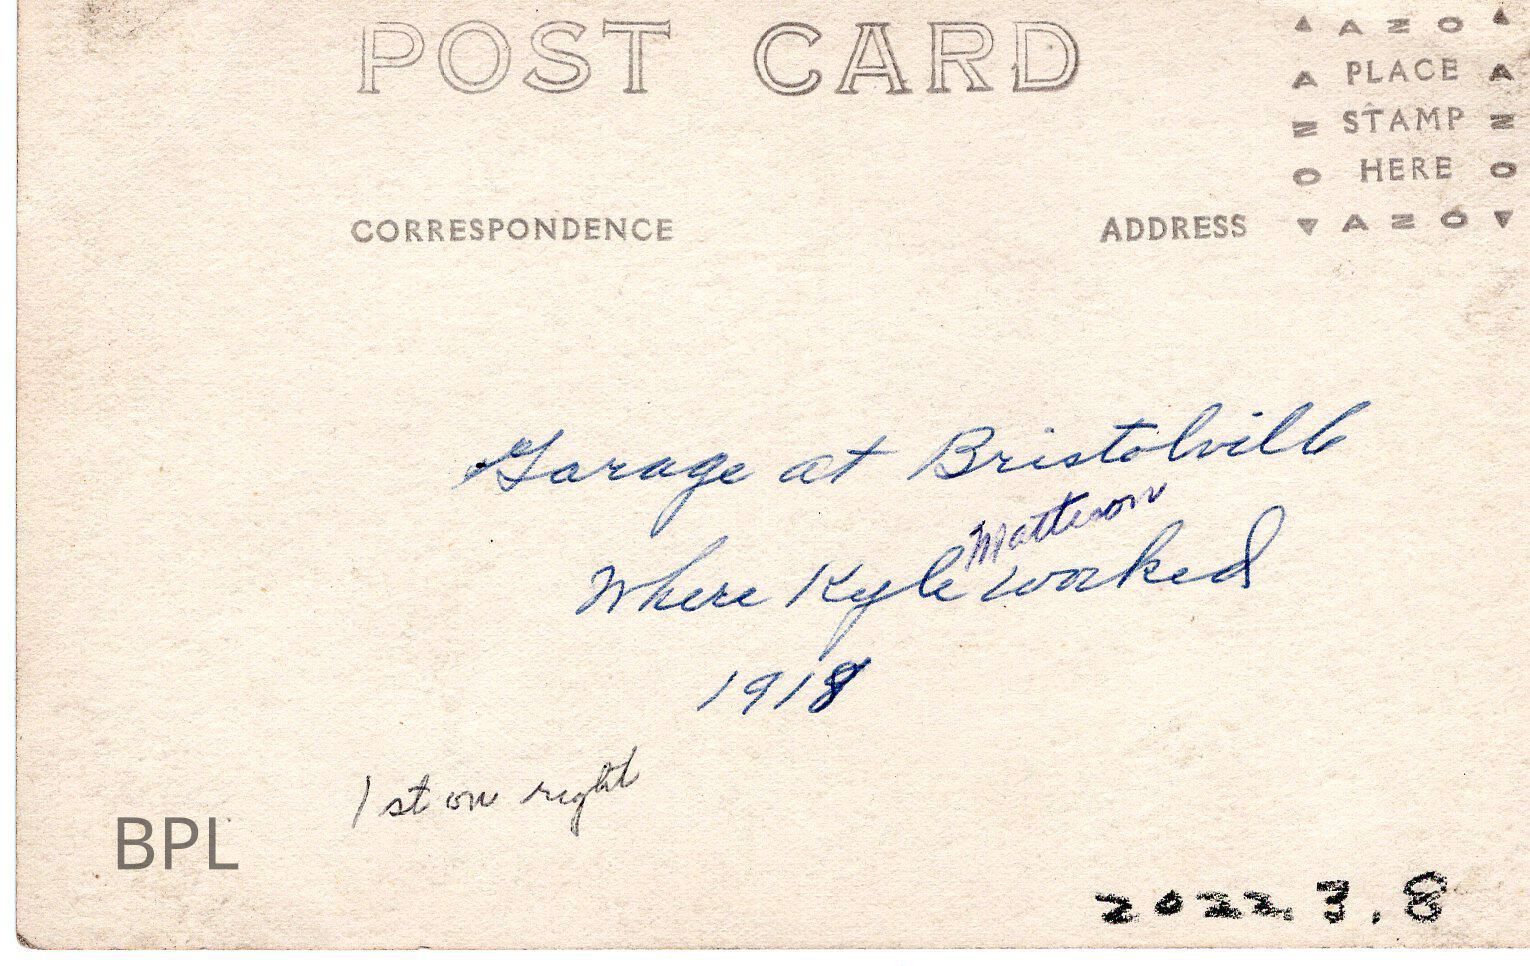 POST CARD
▲ AZO ▲
A PLACE A
N STAMP N
O HERE O
CORRESPONDENCE ADDRESS ▼ AZO ▼
Garage at Bristolville
Matteson
Where Kyle worked
1918
1st on right
BPL
2022.3.8